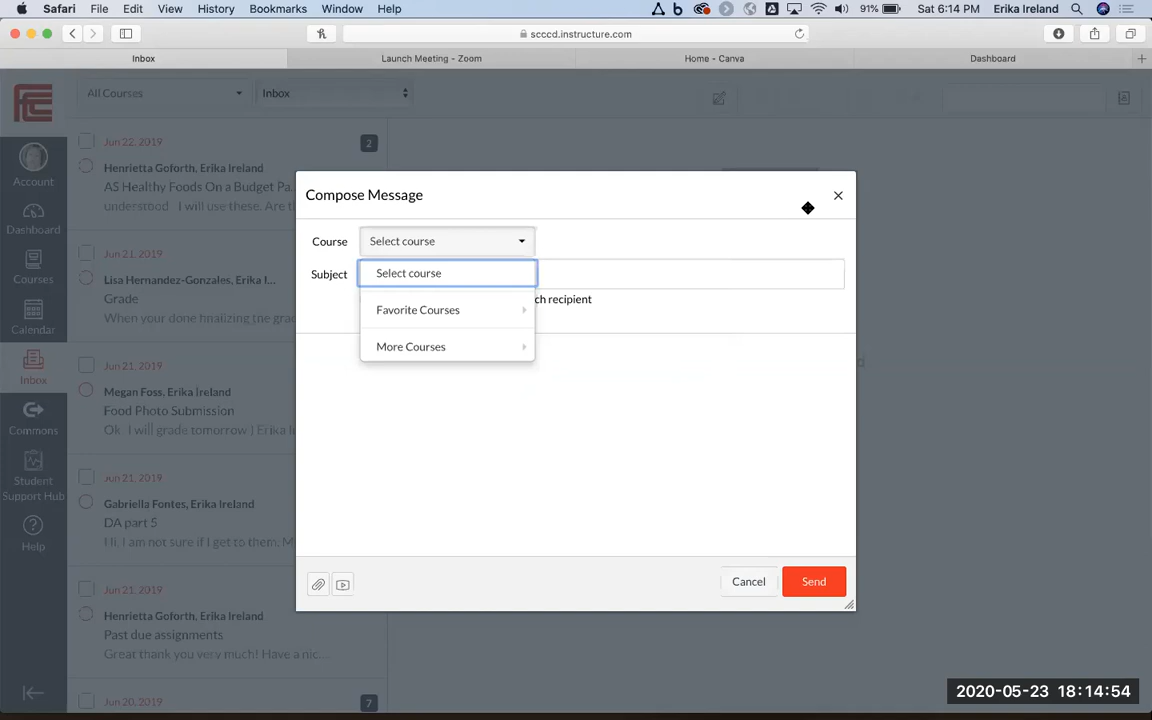 Safari File Edit View History Bookmarks Window Help 91% Sat 6:14 PM Erika Ireland
scccd.instructure.com
Inbox Launch Meeting - Zoom Home - Canva Dashboard
All Courses Inbox
Account
Dashboard
Courses
Calendar
Inbox
Commons
Student
Support Hub
Help
Jun 22, 2019 2
Henrietta Goforth, Erika Ireland
AS Healthy Foods On a Budget Pa...
understood I will use these. Are th
Jun 21, 2019
Lisa Hernandez-Gonzales, Erika I...
Grade
When your done finalizing the gra
Jun 21, 2019
Megan Foss, Erika Ireland
Food Photo Submission
Ok I will grade tomorrow ) Erika I
Jun 21, 2019
Gabriella Fontes, Erika Ireland
DA part 5
Hi, I am not sure if I get to them. M
Jun 21, 2019
Henrietta Goforth, Erika Ireland
Past due assignments
Great thank you very much! Have a nic...
Jun 20, 2019 7
Compose Message
Course Select course
Subject Select course
ch recipient
Favorite Courses
More Courses
Cancel Send
2020-05-23 18:14:54